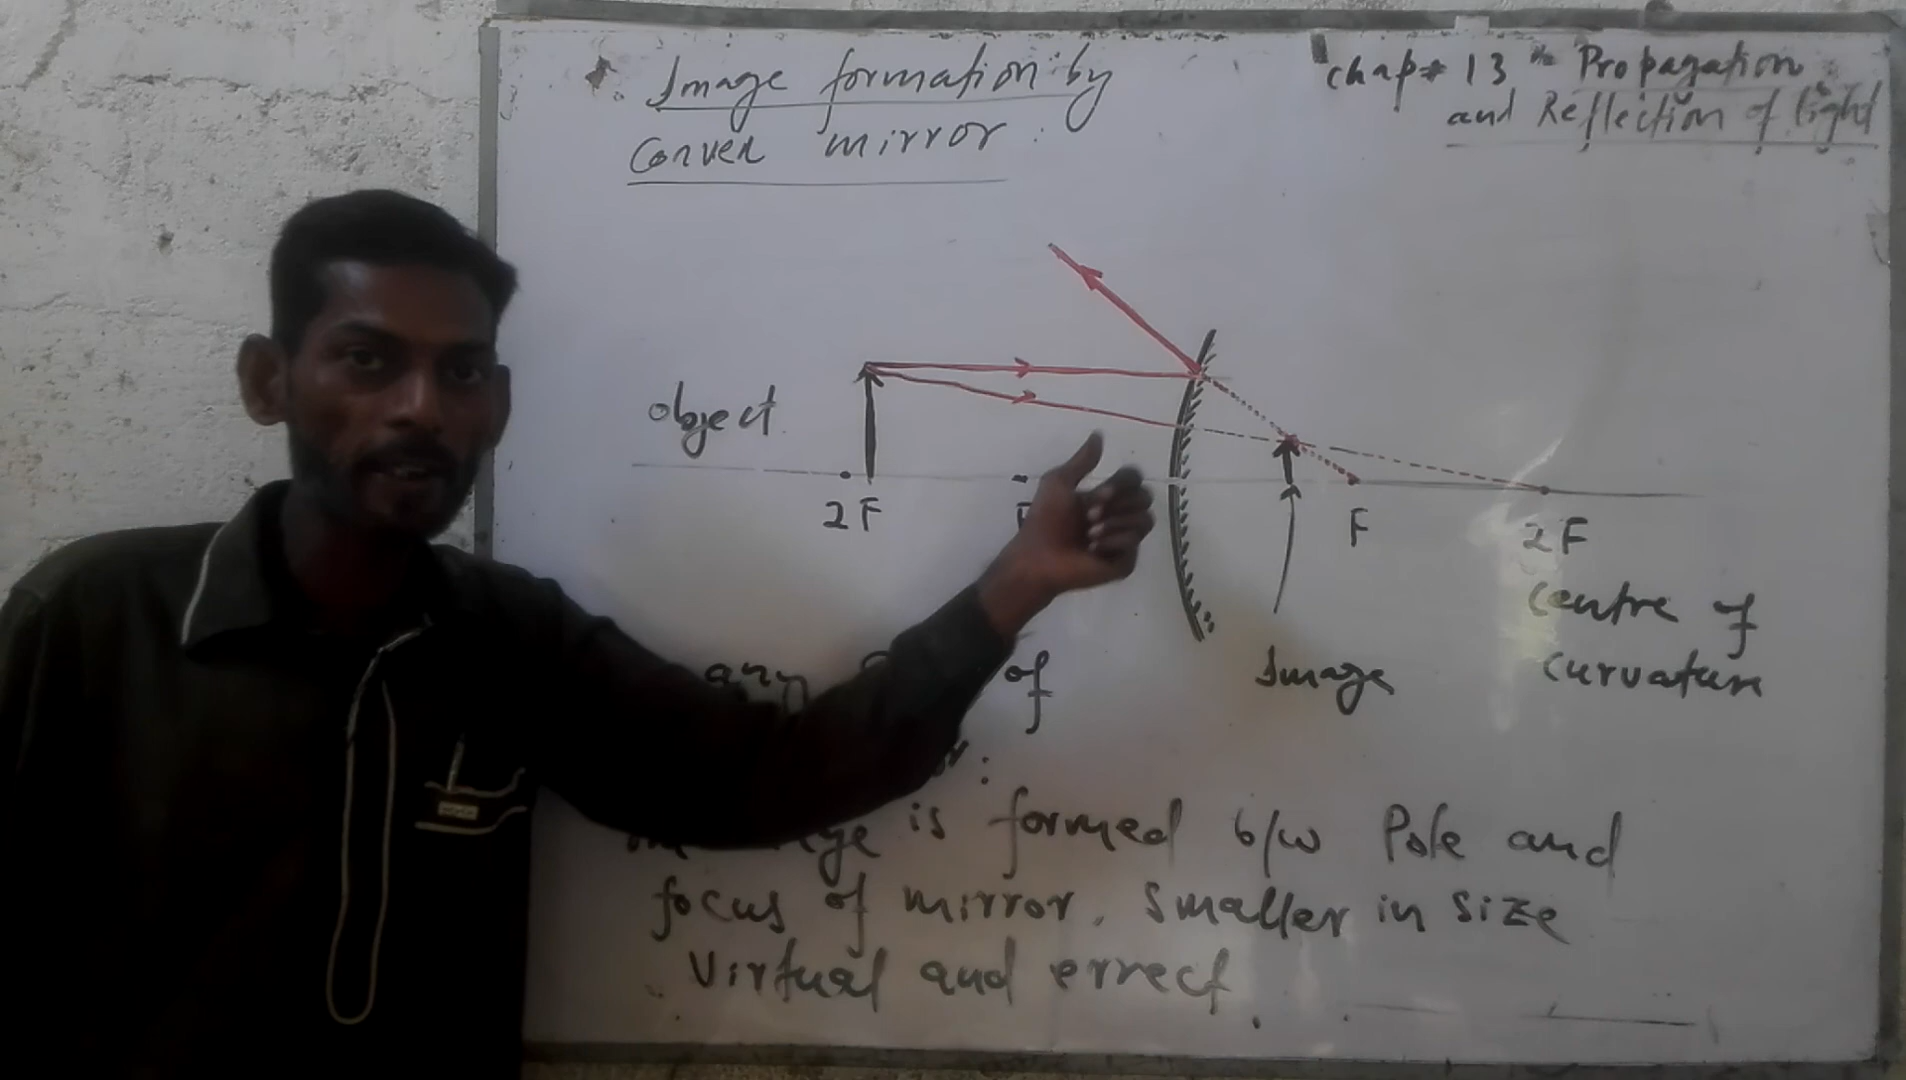 Image formation by
Convex mirror :
Chap # 13 Propagation
and Reflection of light
object
2F
F
2F
centre of
curvature
Image
any of
is formed b/w Pole and
focus of mirror. Smaller in size
Virtual and errect